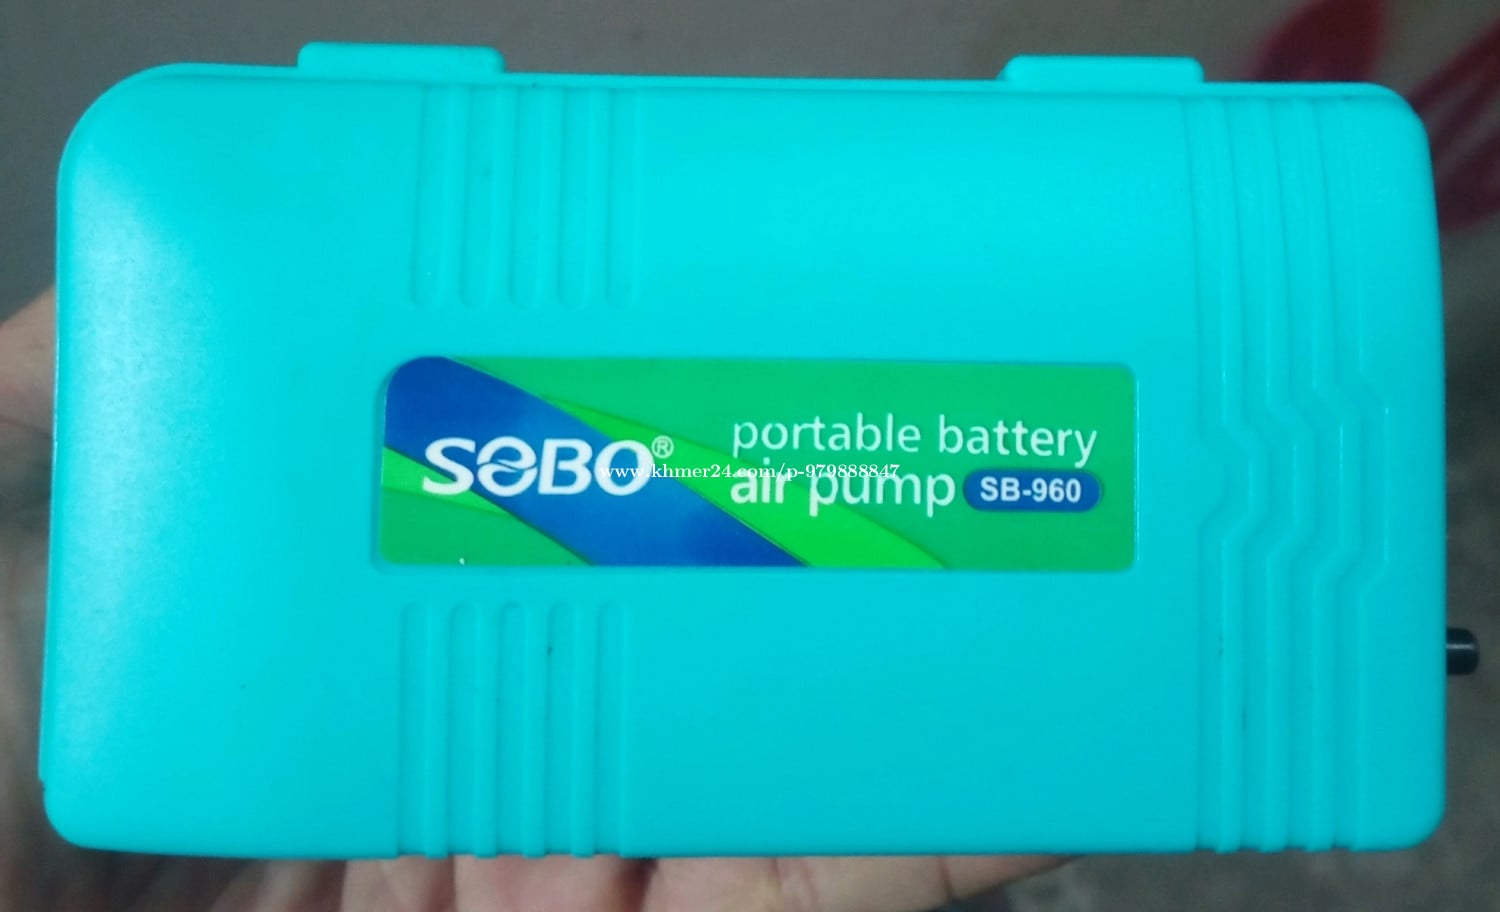 SOBO®
portable battery
air pump SB-960
www.khmer24.com/p-979888847